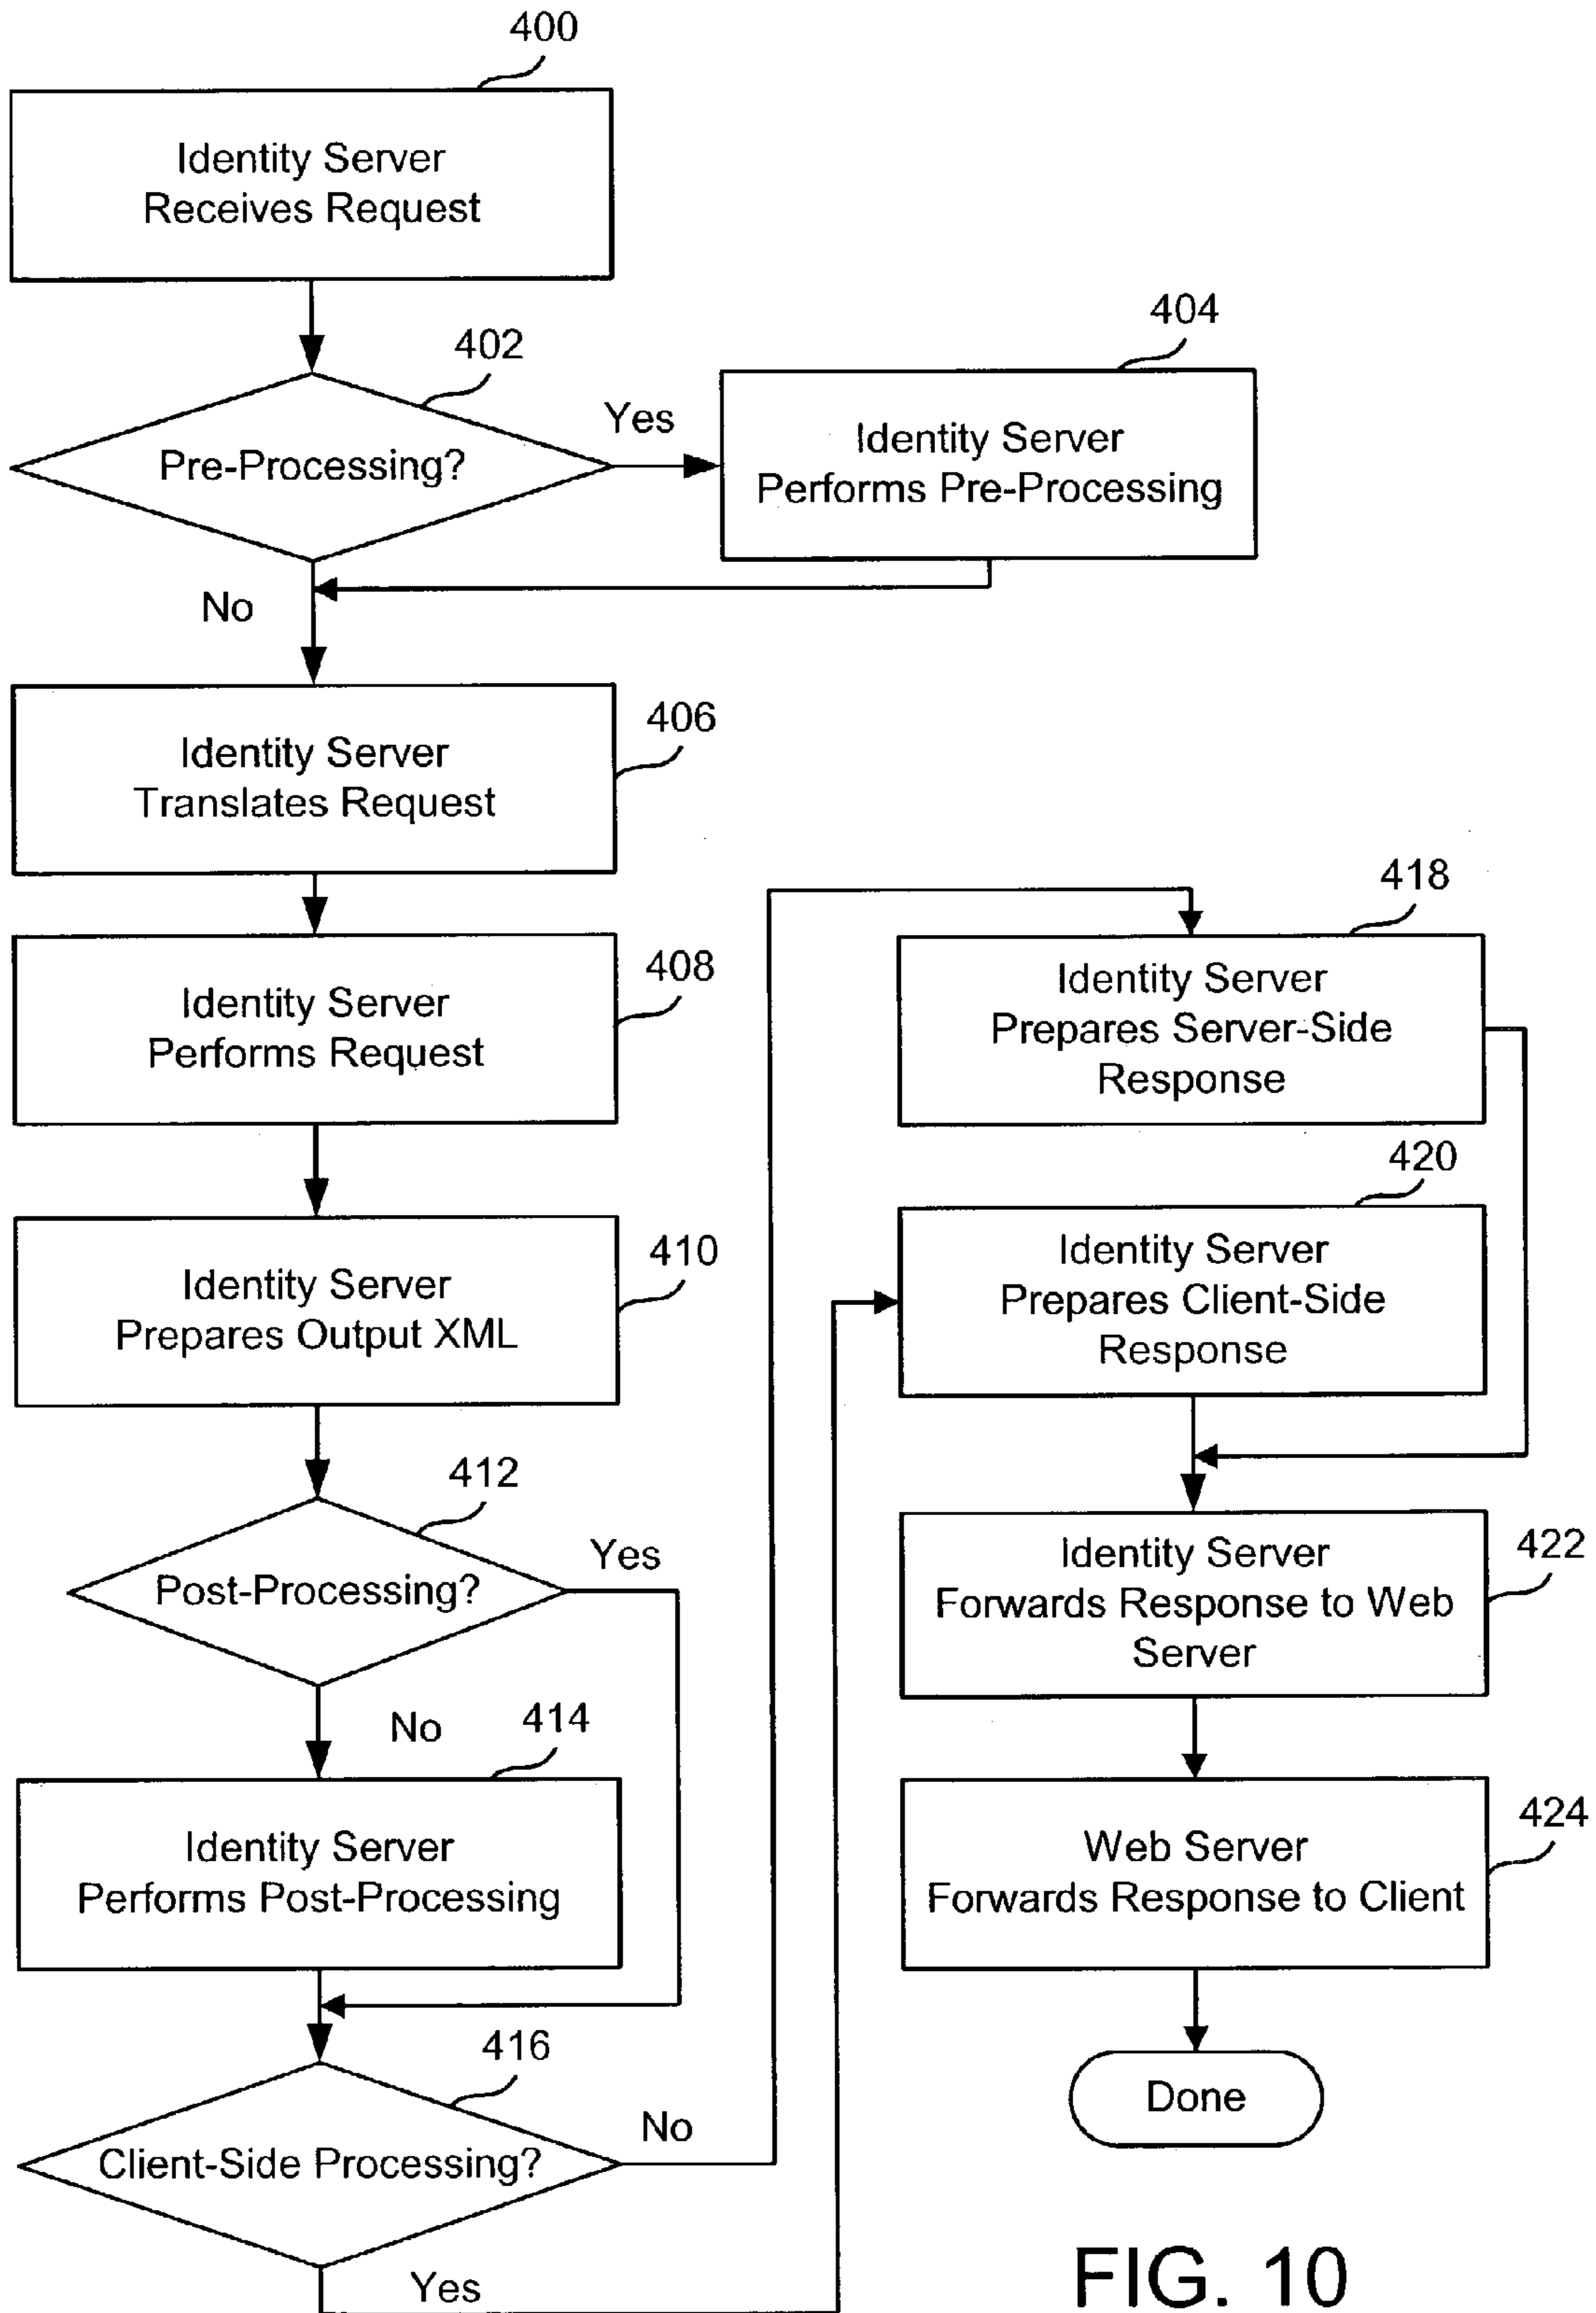 400
Identity Server
Receives Request
402
Pre-Processing?
Yes
404
Identity Server
Performs Pre-Processing
No
406
Identity Server
Translates Request
408
Identity Server
Performs Request
410
Identity Server
Prepares Output XML
412
Post-Processing?
Yes
No
414
Identity Server
Performs Post-Processing
416
Client-Side Processing?
No
Yes
418
Identity Server
Prepares Server-Side
Response
420
Identity Server
Prepares Client-Side
Response
422
Identity Server
Forwards Response to Web
Server
424
Web Server
Forwards Response to Client
Done
FIG. 10